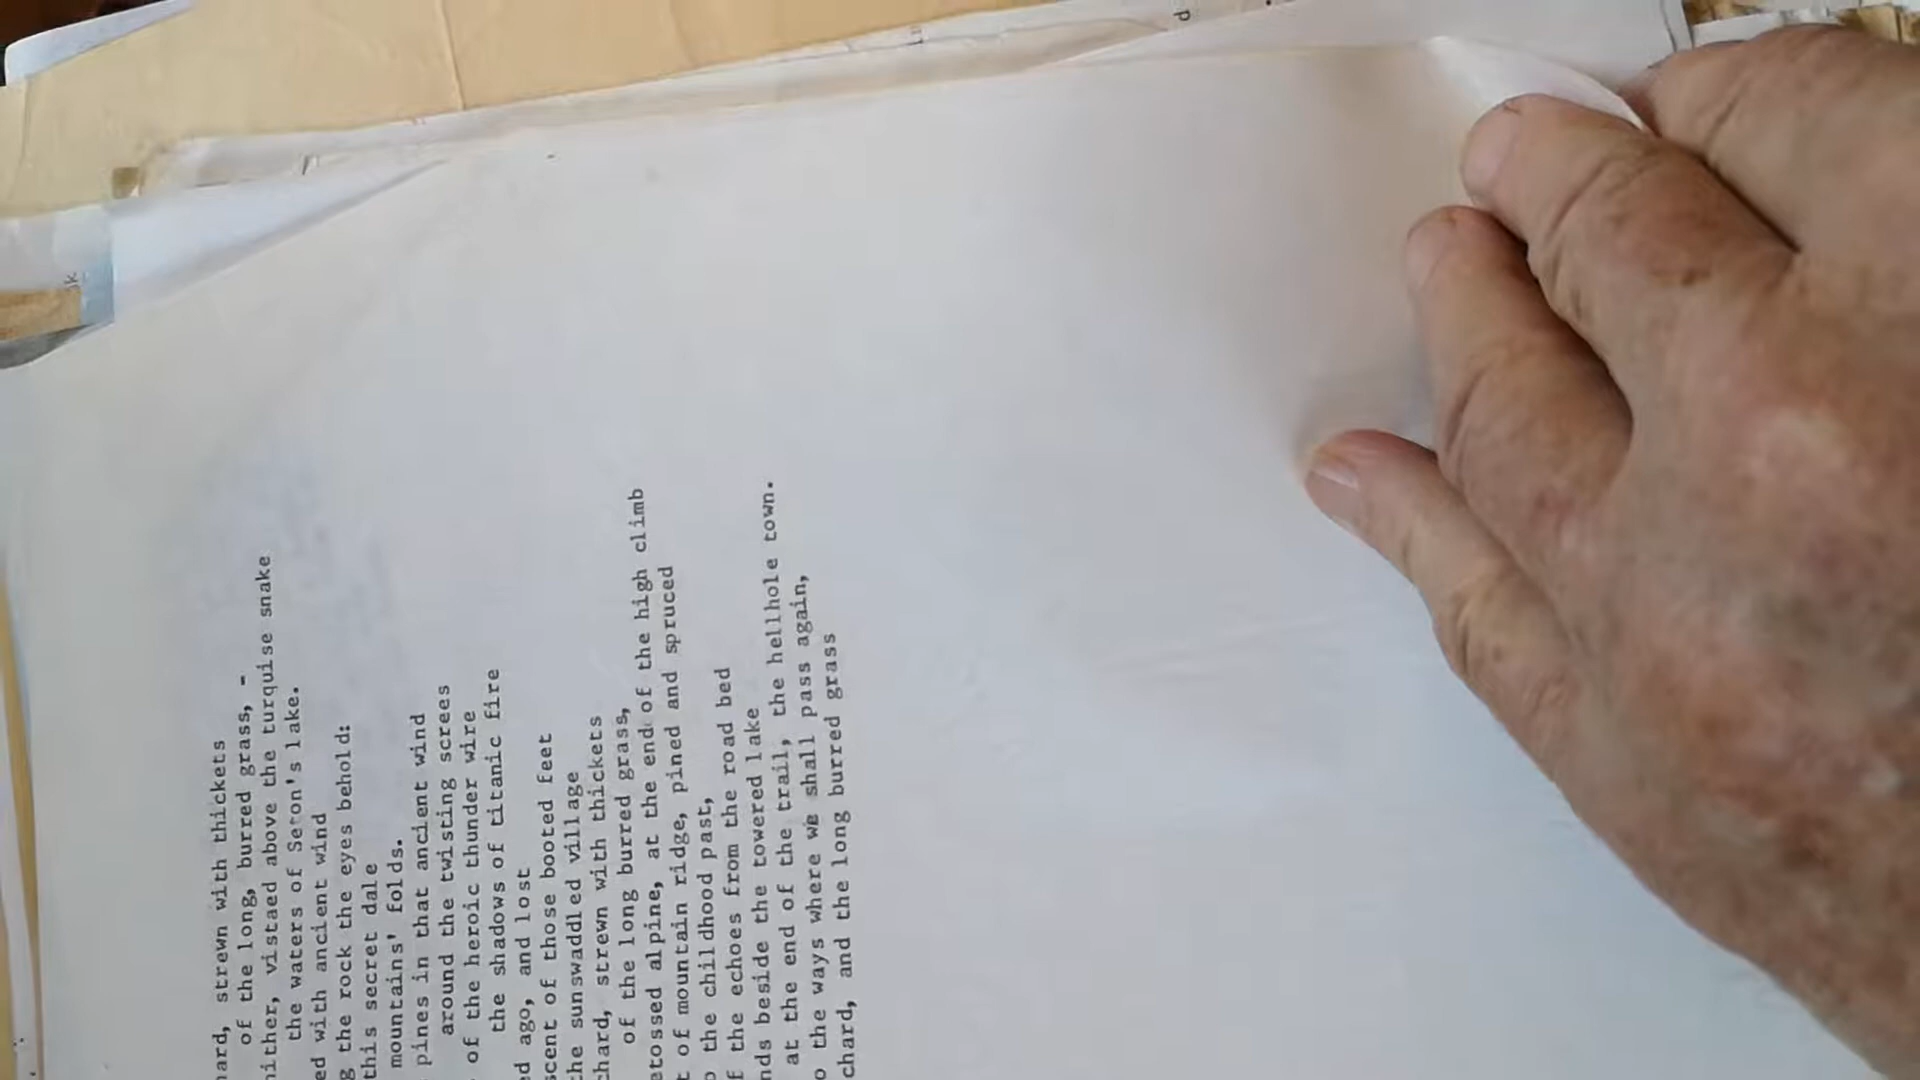 hard, strewn with thickets
of the long, burred grass, -
hither, vistaed above the turquise snake
the waters of Seton's lake.
ed with ancient wind
g the rock the eyes behold:
this secret dale
mountains' folds.
pines in that ancient wind
around the twisting screes
of the heroic thunder wire
the shadows of titanic fire
ed ago, and lost
scent of those booted feet
the sunswaddled village
chard, strewn with thickets
of the long burred grass,
etossed alpine, at the end of the high climb
t of mountain ridge, pined and spruced
o the childhood past,
f the echoes from the road bed
nds beside the towered lake
at the end of the trail, the hellhole town.
o the ways where we shall pass again,
chard, and the long burred grass